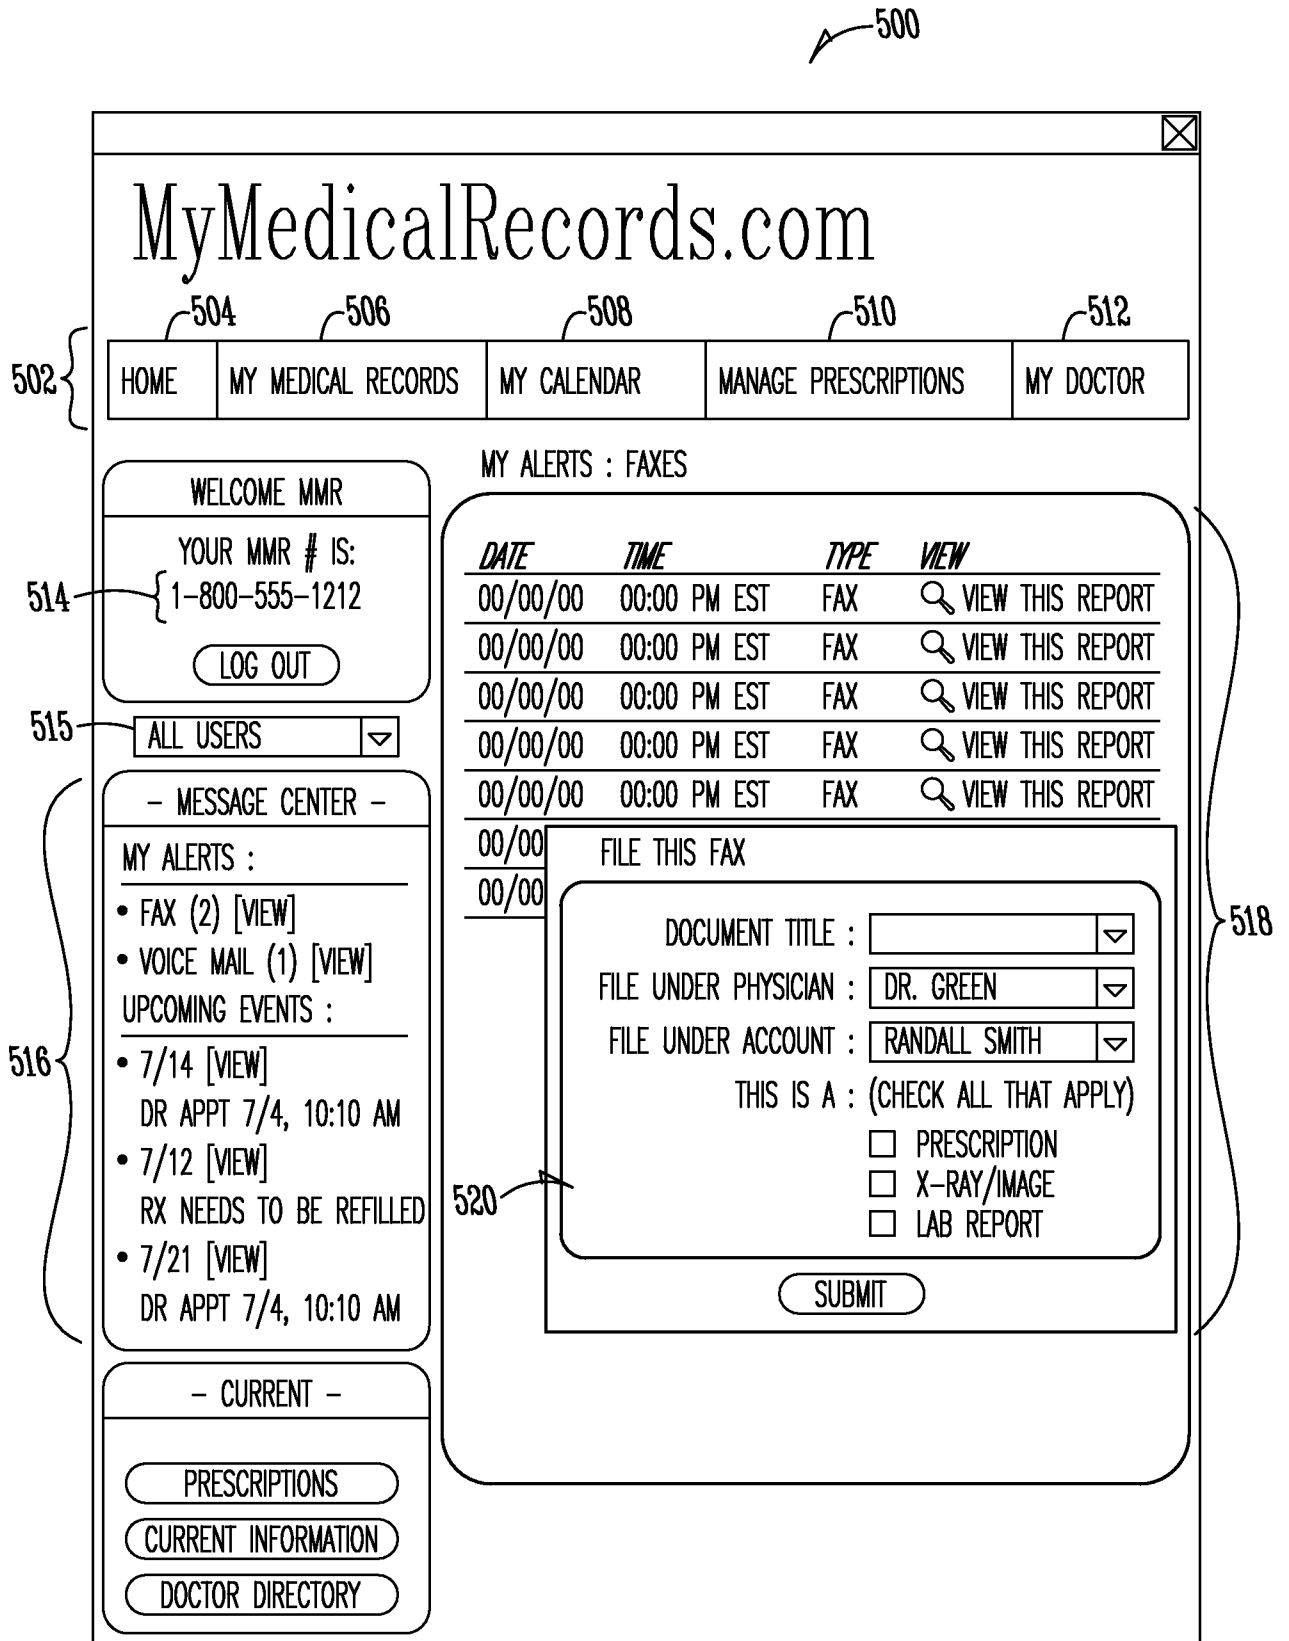 500
MyMedicalRecords.com
504 506 508 510 512
502
HOME MY MEDICAL RECORDS MY CALENDAR MANAGE PRESCRIPTIONS MY DOCTOR
WELCOME MMR
YOUR MMR # IS:
514
1-800-555-1212
LOG OUT
515
ALL USERS
516
- MESSAGE CENTER -
MY ALERTS :
• FAX (2) [VIEW]
• VOICE MAIL (1) [VIEW]
UPCOMING EVENTS :
• 7/14 [VIEW]
DR APPT 7/4, 10:10 AM
• 7/12 [VIEW]
RX NEEDS TO BE REFILLED
• 7/21 [VIEW]
DR APPT 7/4, 10:10 AM
- CURRENT -
PRESCRIPTIONS
CURRENT INFORMATION
DOCTOR DIRECTORY
MY ALERTS : FAXES
518
DATE TIME TYPE VIEW
00/00/00 00:00 PM EST FAX VIEW THIS REPORT
00/00/00 00:00 PM EST FAX VIEW THIS REPORT
00/00/00 00:00 PM EST FAX VIEW THIS REPORT
00/00/00 00:00 PM EST FAX VIEW THIS REPORT
00/00/00 00:00 PM EST FAX VIEW THIS REPORT
00/00
00/00
FILE THIS FAX
DOCUMENT TITLE :
FILE UNDER PHYSICIAN : DR. GREEN
FILE UNDER ACCOUNT : RANDALL SMITH
THIS IS A : (CHECK ALL THAT APPLY)
PRESCRIPTION
X-RAY/IMAGE
LAB REPORT
520
SUBMIT